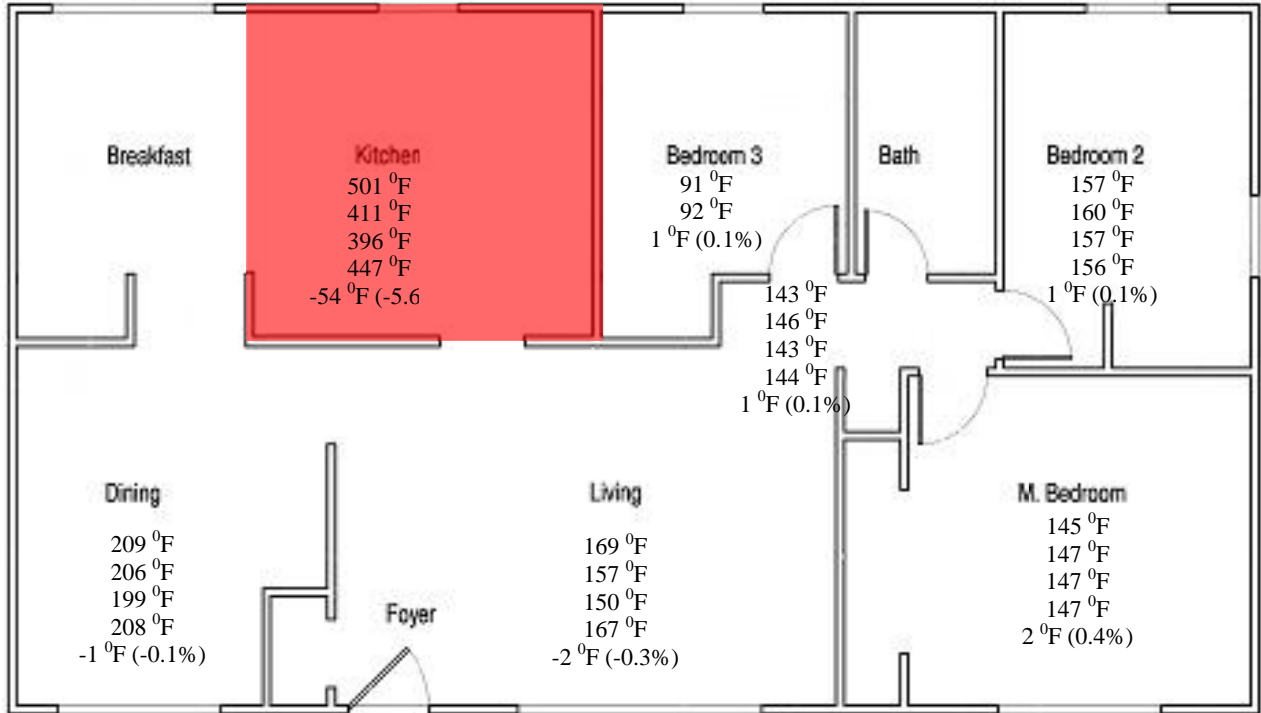 Breakfast
Kitchen
501 ⁰F
411 ⁰F
396 ⁰F
447 ⁰F
-54 ⁰F (-5.6
Bedroom 3
91 ⁰F
92 ⁰F
1 ⁰F (0.1%)
Bath
Bedroom 2
157 ⁰F
160 ⁰F
157 ⁰F
156 ⁰F
1 ⁰F (0.1%)
143 ⁰F
146 ⁰F
143 ⁰F
144 ⁰F
1 ⁰F (0.1%)
Dining
209 ⁰F
206 ⁰F
199 ⁰F
208 ⁰F
-1 ⁰F (-0.1%)
Foyer
Living
169 ⁰F
157 ⁰F
150 ⁰F
167 ⁰F
-2 ⁰F (-0.3%)
M. Bedroom
145 ⁰F
147 ⁰F
147 ⁰F
147 ⁰F
2 ⁰F (0.4%)